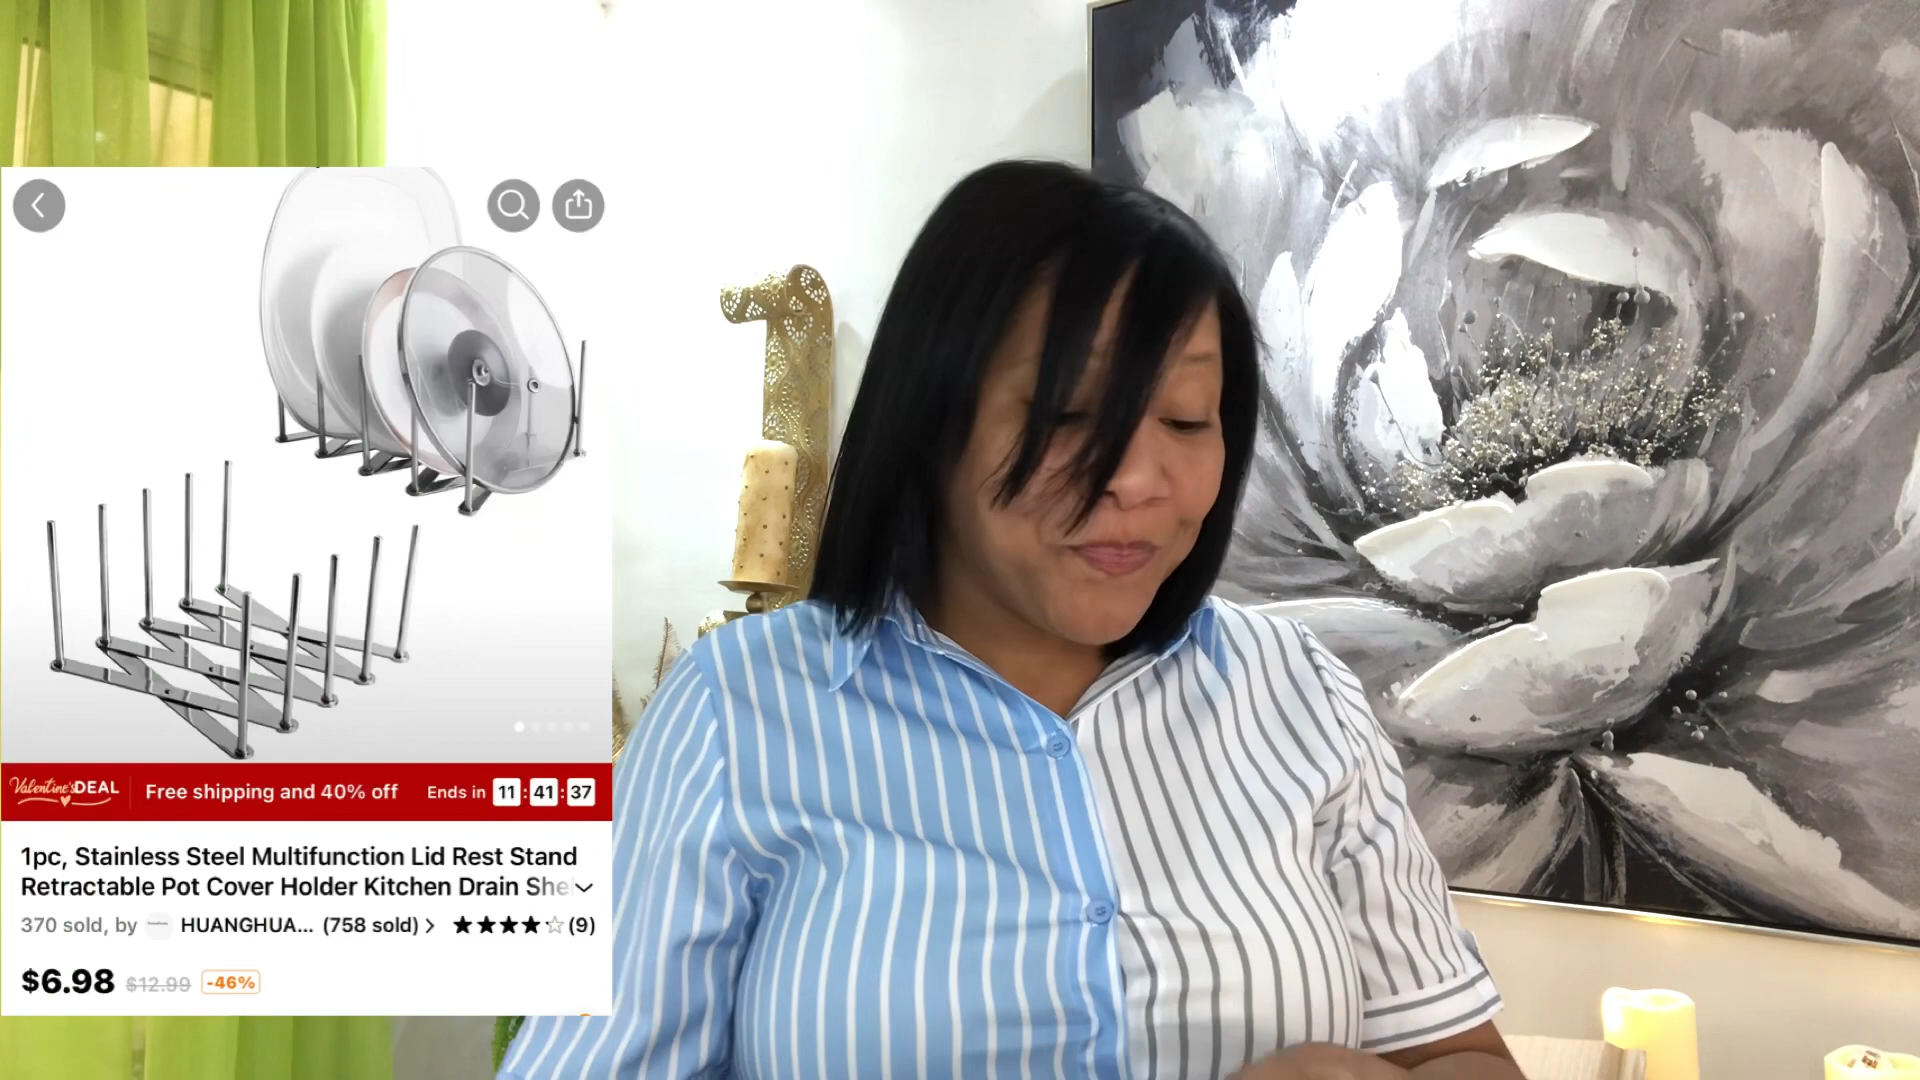 Valentine's DEAL Free shipping and 40% off Ends in 11:41:37
1pc, Stainless Steel Multifunction Lid Rest Stand
Retractable Pot Cover Holder Kitchen Drain She
370 sold, by HUANGHUA... (758 sold) > ★★★★☆ (9)
$6.98 $12.99 -46%